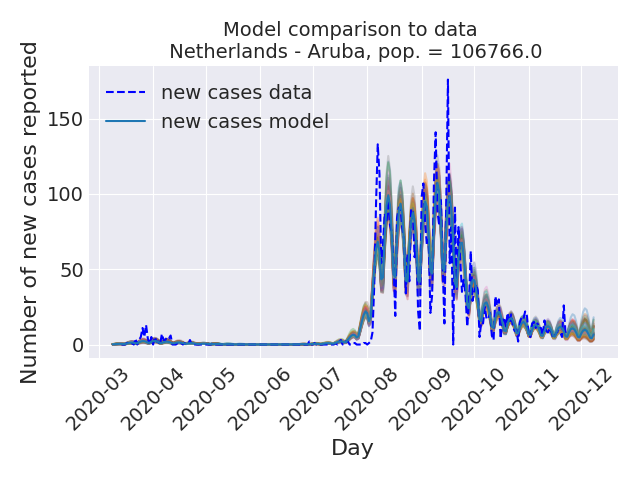 Model comparison to data
Netherlands - Aruba, pop. = 106766.0
Number of new cases reported
new cases data
new cases model
150
100
50
0
2020-03
2020-04
2020-05
2020-06
2020-07
2020-08
2020-09
2020-10
2020-11
2020-12
Day